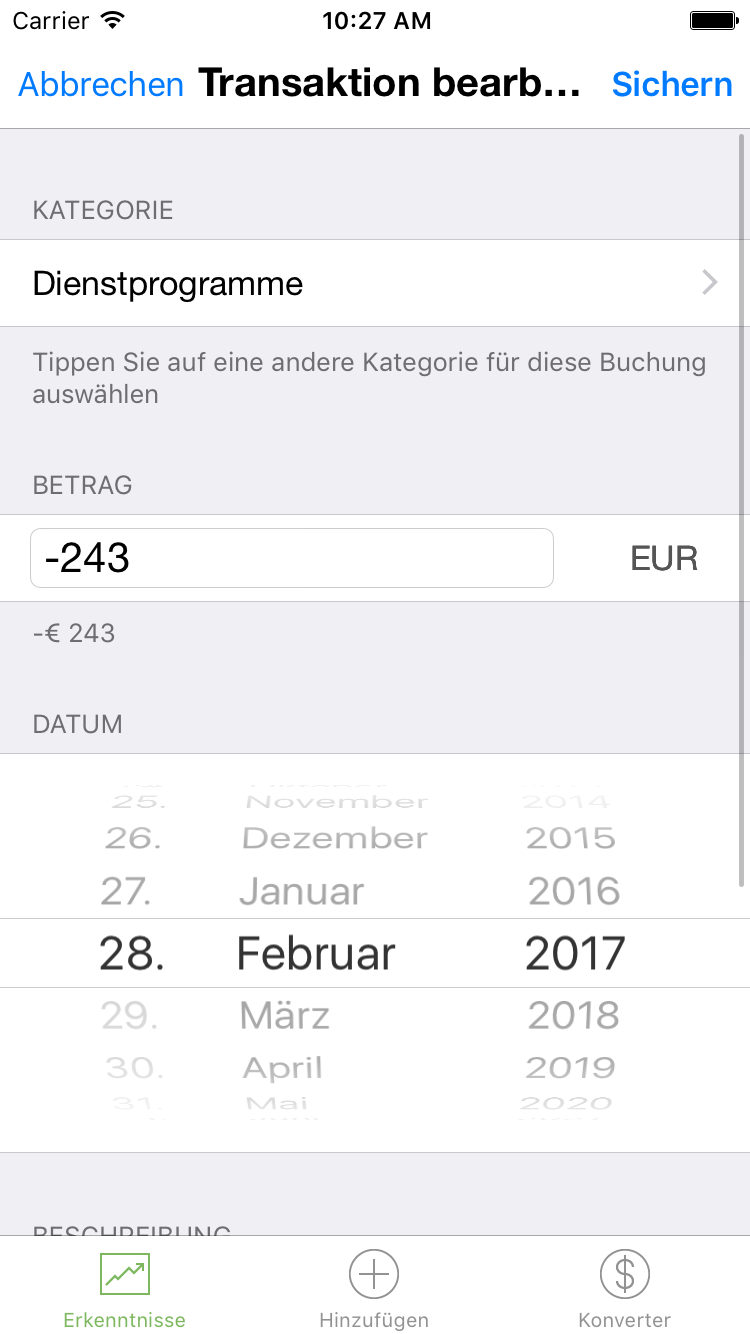 Carrier 10:27 AM
Abbrechen Transaktion bearb... Sichern
KATEGORIE
Dienstprogramme
Tippen Sie auf eine andere Kategorie für diese Buchung
auswählen
BETRAG
-243 EUR
-€ 243
DATUM
25. November 2014
26. Dezember 2015
27. Januar 2016
28. Februar 2017
29. März 2018
30. April 2019
31. Mai 2020
BESCHREIBUNG
Erkenntnisse Hinzufügen Konverter